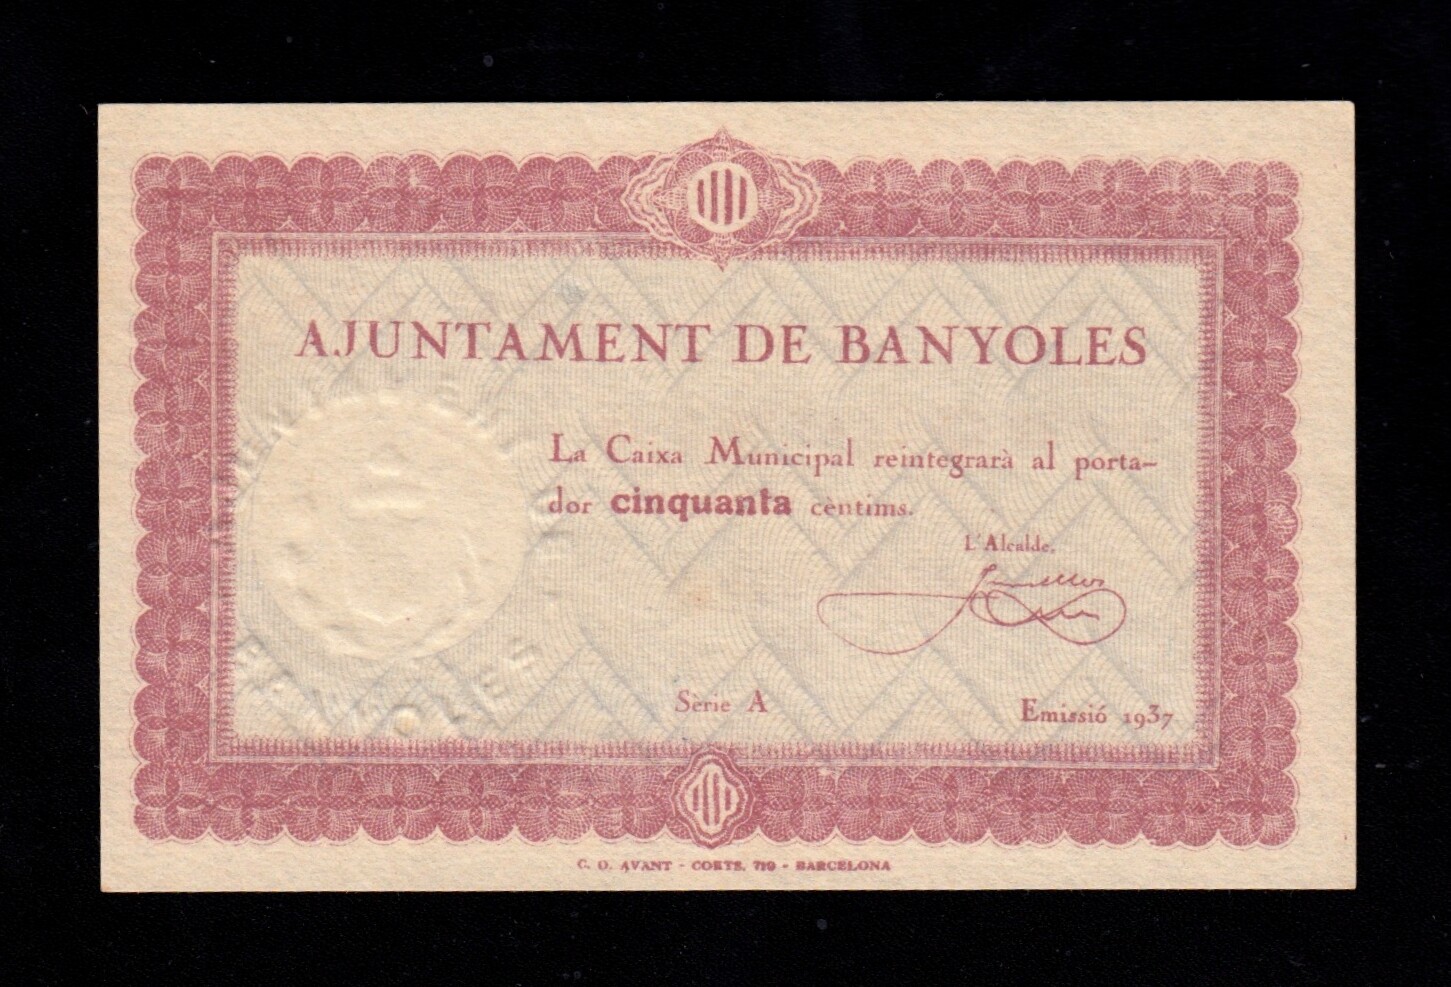 AJUNTAMENT DE BANYOLES
La Caixa Municipal reintegrarà al porta-
dor cinquanta cèntims.
L'Alcalde,
Sèrie A
Emissió 1937
C. O. AVANT - CORTS, 719 - BARCELONA